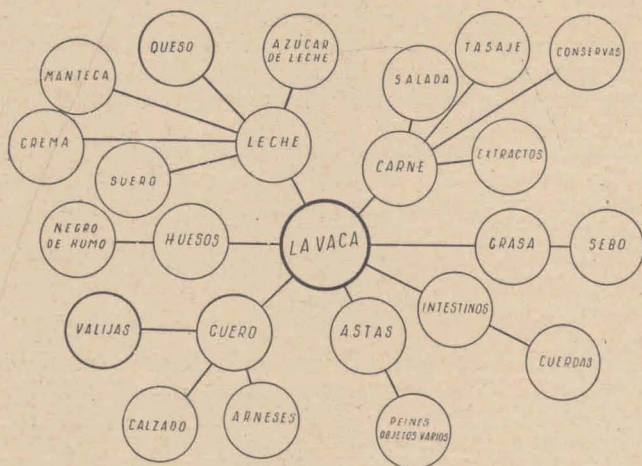 QUESO
AZUCAR
DE LECHE
TASAJE
CONSERVAS
MANTECA
SALADA
CREMA
LECHE
CARNE
EXTRACTOS
SUERO
NEGRO
DE HUMO
HUESOS
LA VACA
GRASA
SEBO
VALIJAS
CUERO
ASTAS
INTESTINOS
CUERDAS
CALZADO
ARNESES
PEINES
OBJETOS VARIOS